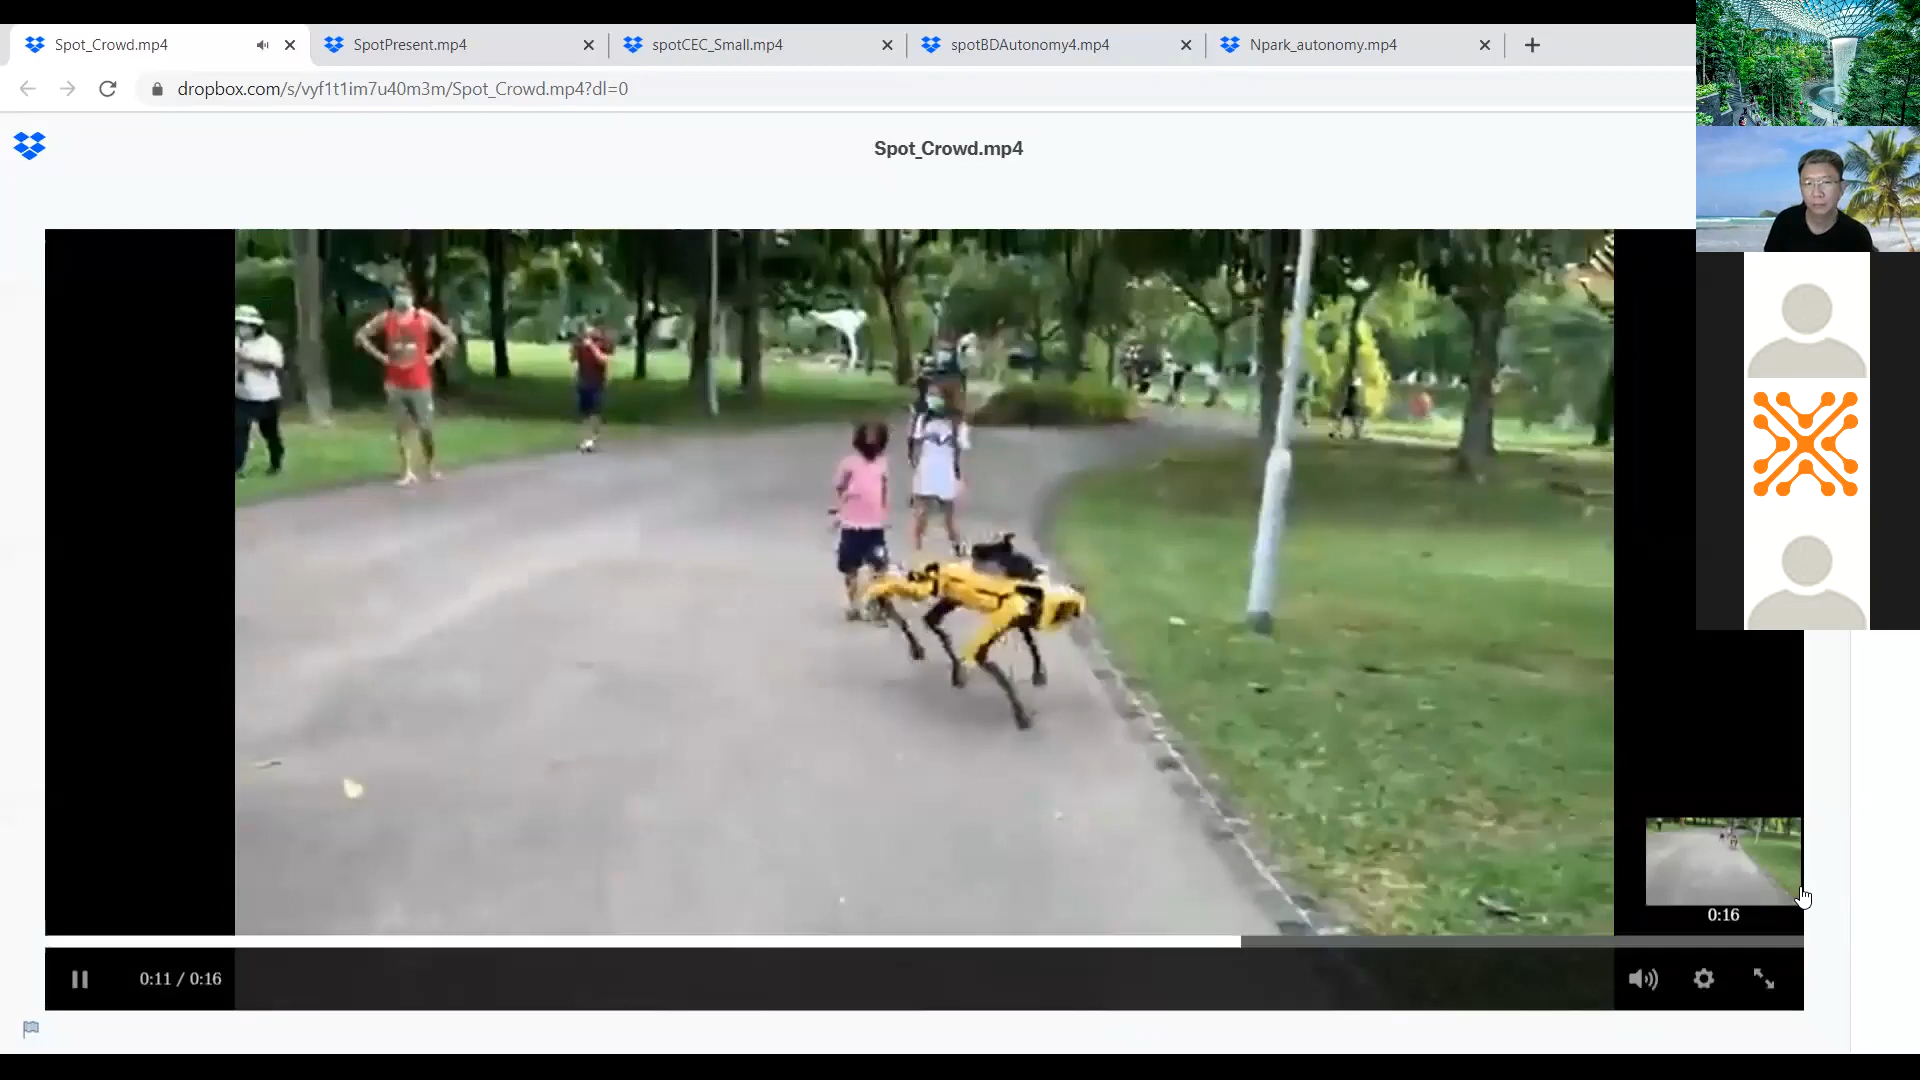 Spot_Crowd.mp4
SpotPresent.mp4
spotCEC_Small.mp4
spotBDAutonomy4.mp4
Npark_autonomy.mp4
dropbox.com/s/vyf1t1im7u40m3m/Spot_Crowd.mp4?dl=0
Spot_Crowd.mp4
0:16
0:11 / 0:16